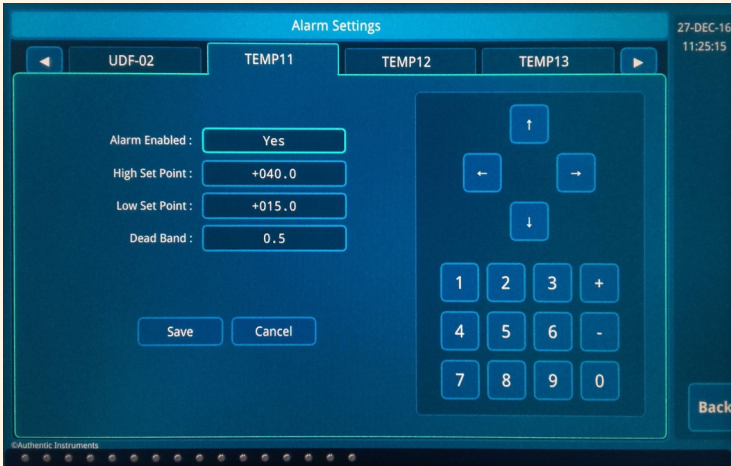 Alarm Settings
27-DEC-16
11:25:15
◄ UDF-02 TEMP11 TEMP12 TEMP13 ►
Alarm Enabled : Yes
High Set Point : +040.0
Low Set Point : +015.0
Dead Band : 0.5
Save Cancel
↑
← →
↓
1 2 3 +
4 5 6 -
7 8 9 0
Back
©Authentic Instruments